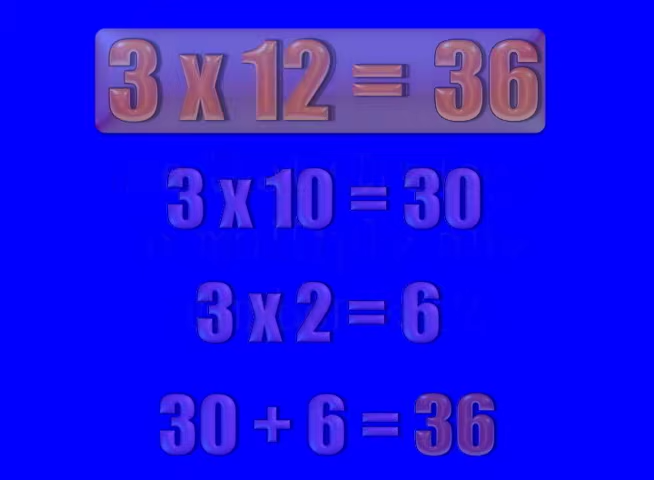 3 x 12 = 36
3 x 10 = 30
3 x 2 = 6
30 + 6 = 36